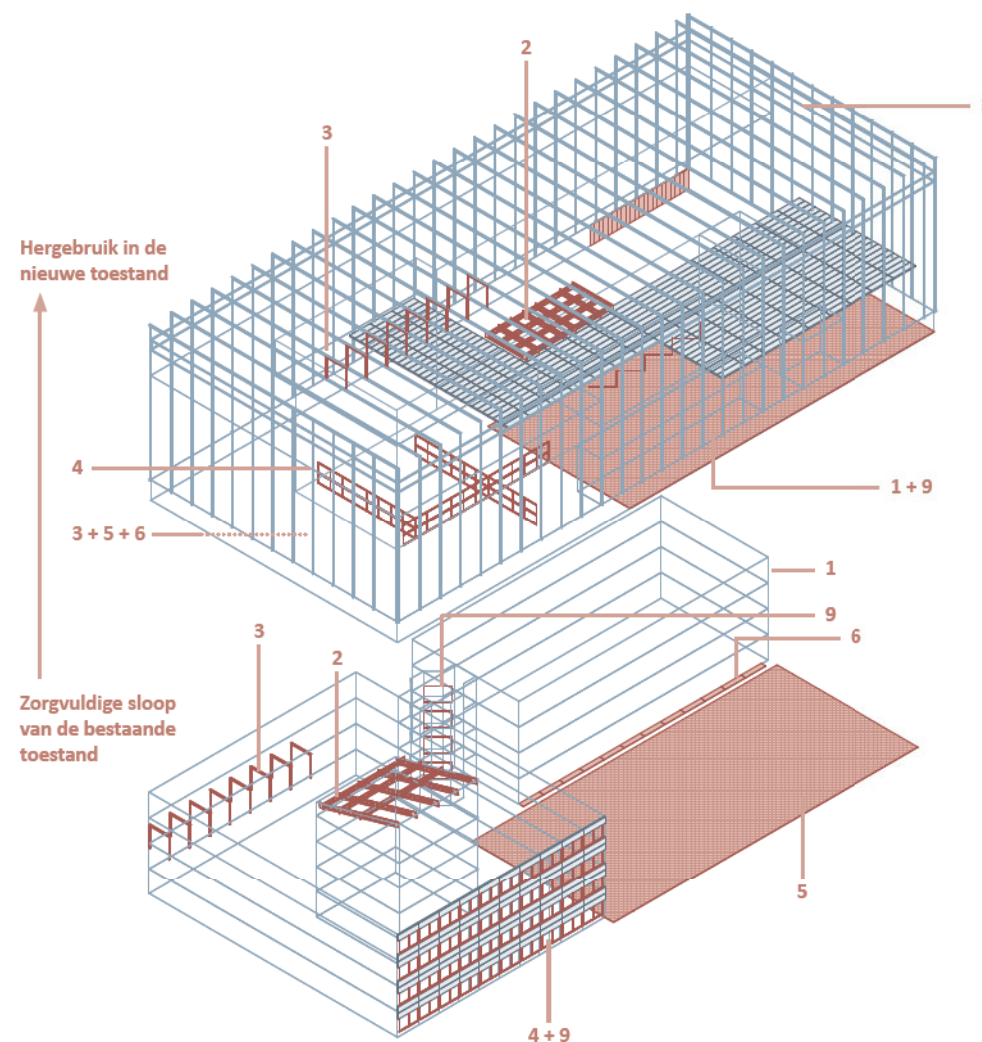 2
3
Hergebruik in de
nieuwe toestand
4
1 + 9
3 + 5 + 6
1
9
3
6
2
Zorgvuldige sloop
van de bestaande
toestand
5
4 + 9